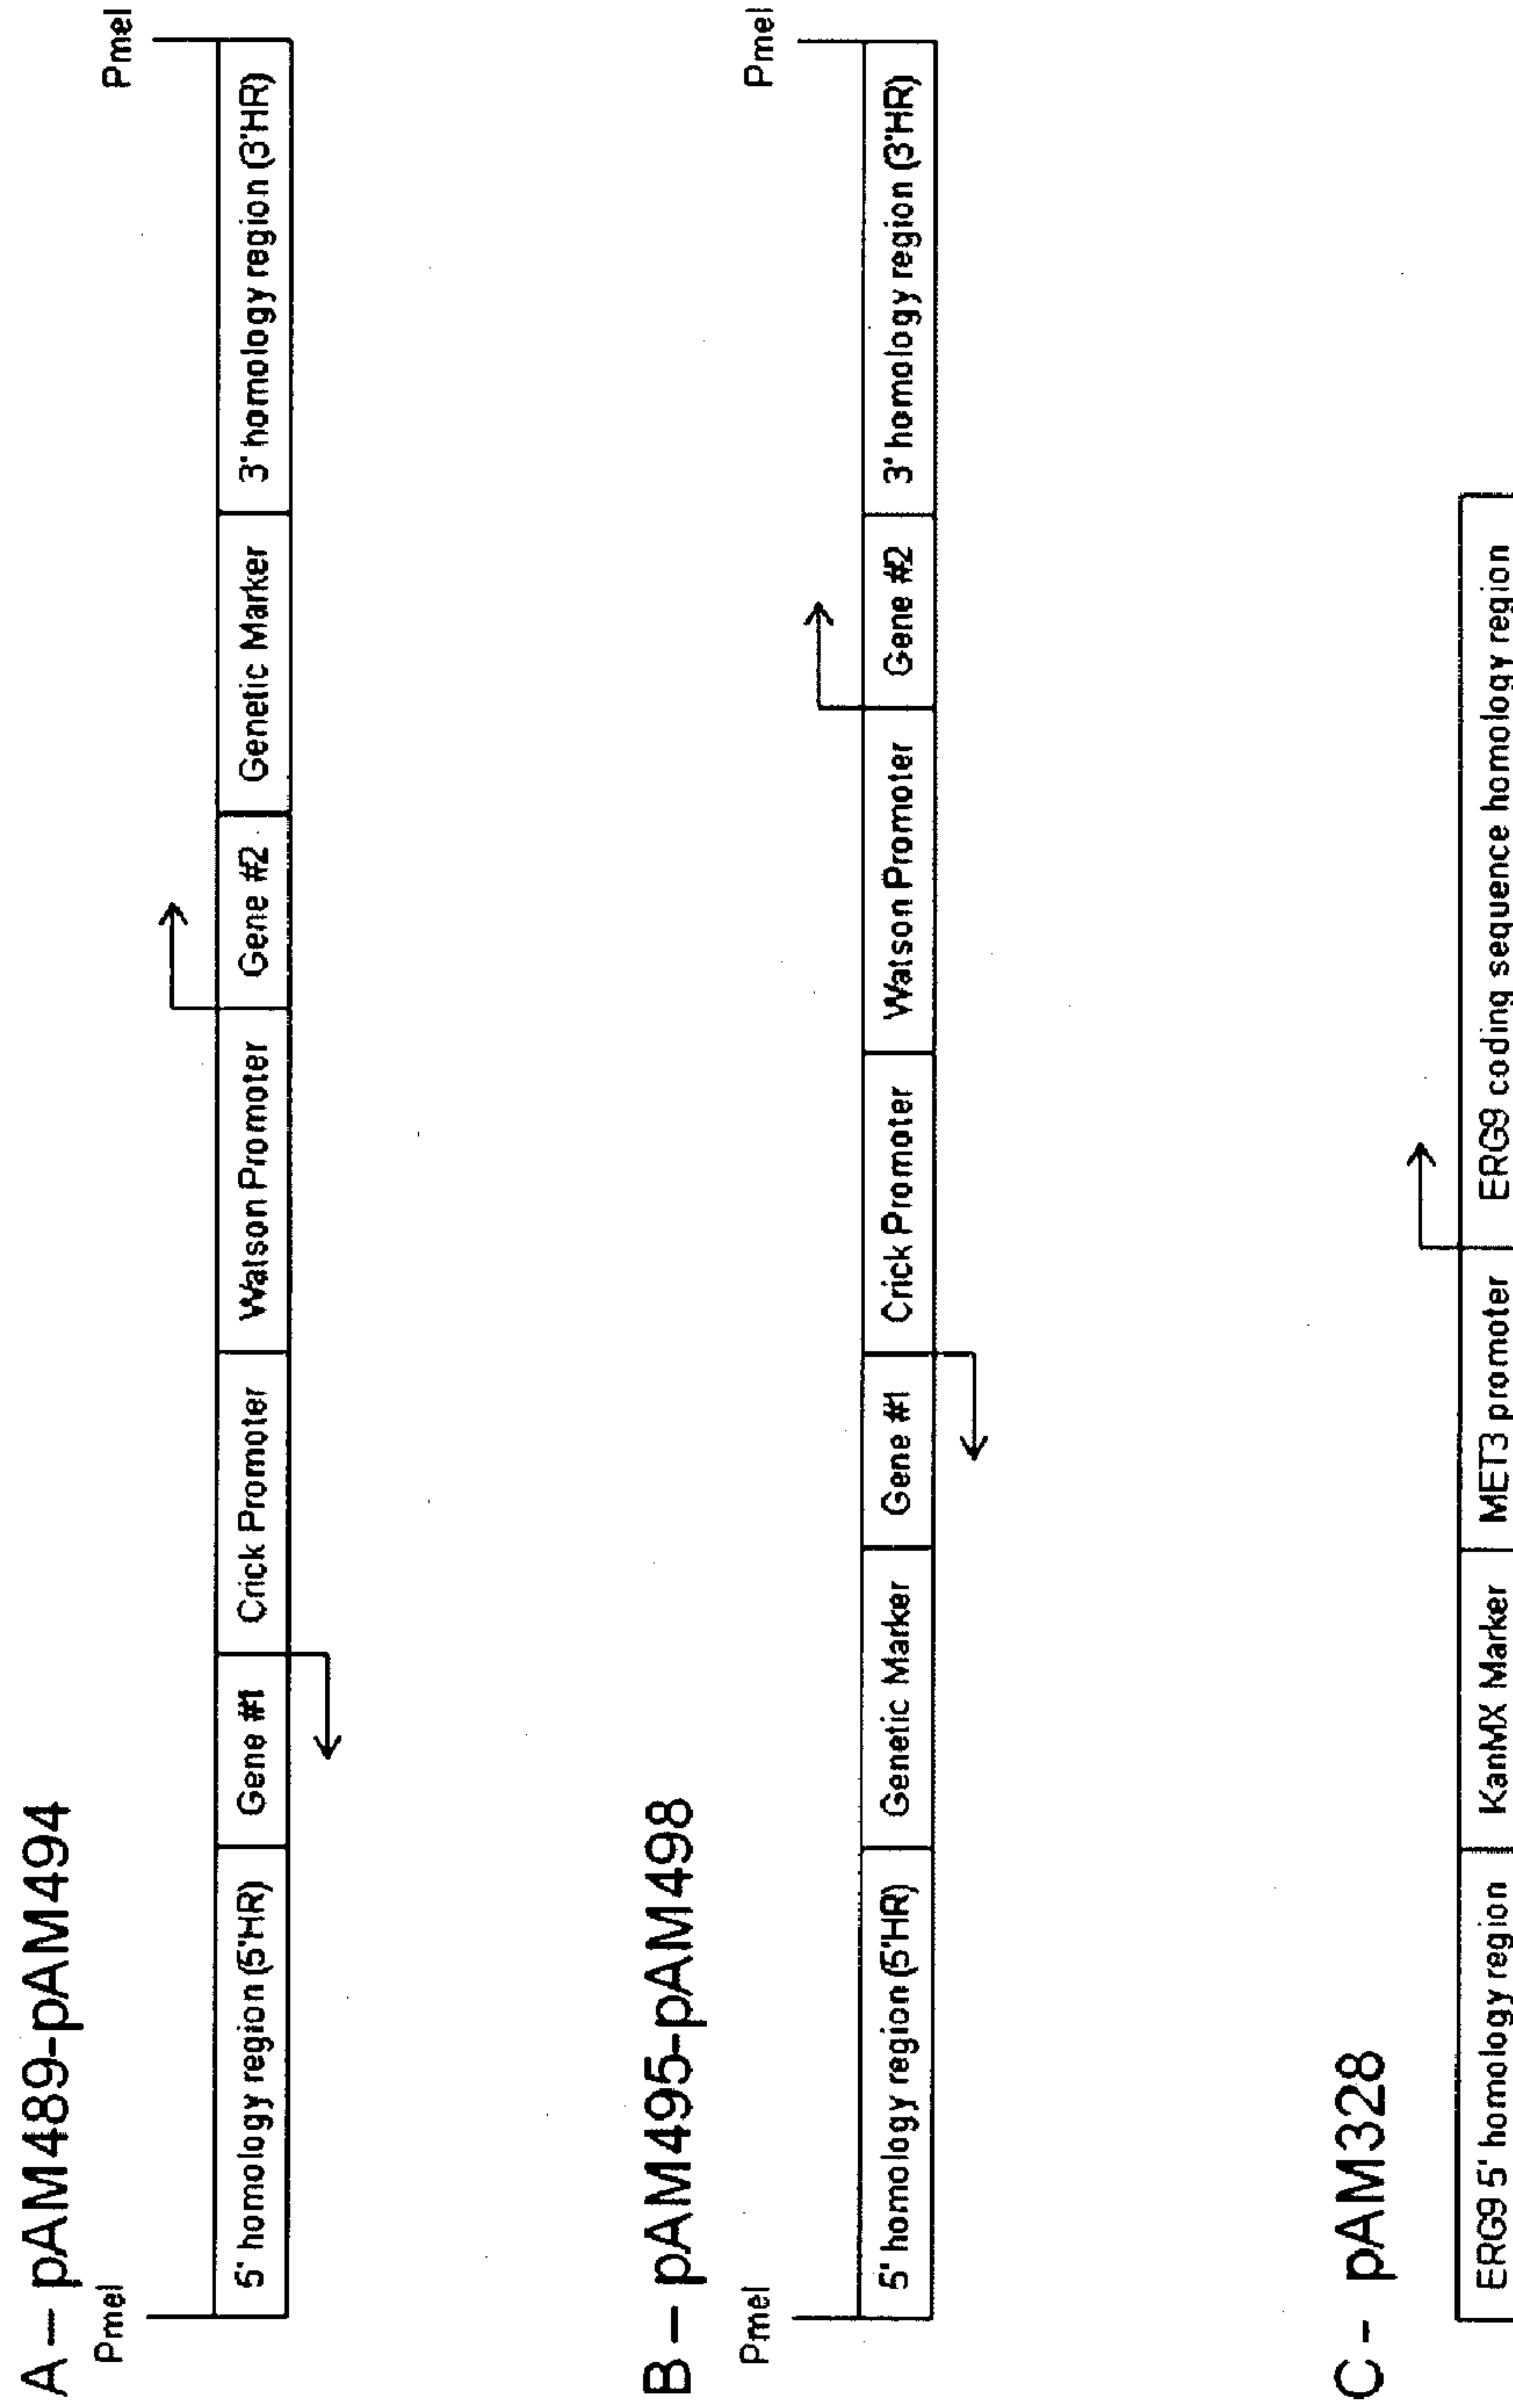 A – pAM489-pAM494
PmeI PmeI
5' homology region (5'HR) Gene #1 Crick Promoter Watson Promoter Gene #2 Genetic Marker 3' homology region (3'HR)
B – pAM495-pAM498
PmeI PmeI
5' homology region (5'HR) Genetic Marker Gene #1 Crick Promoter Watson Promoter Gene #2 3' homology region (3'HR)
C - pAM328
ERG9 5' homology region KanMX Marker MET3 promoter ERG9 coding sequence homology region